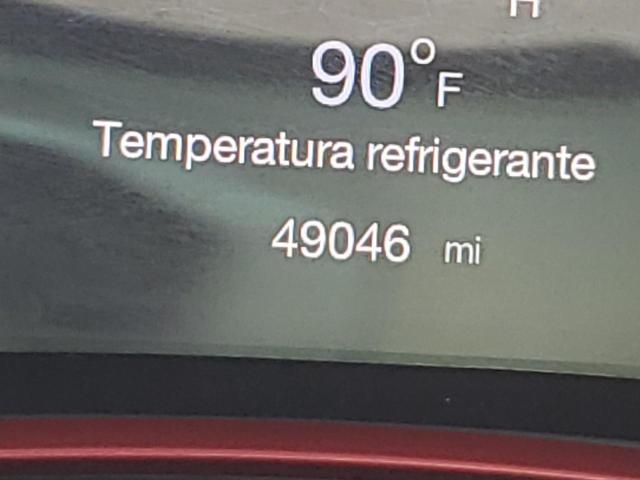 H
90°F
Temperatura refrigerante
49046 mi